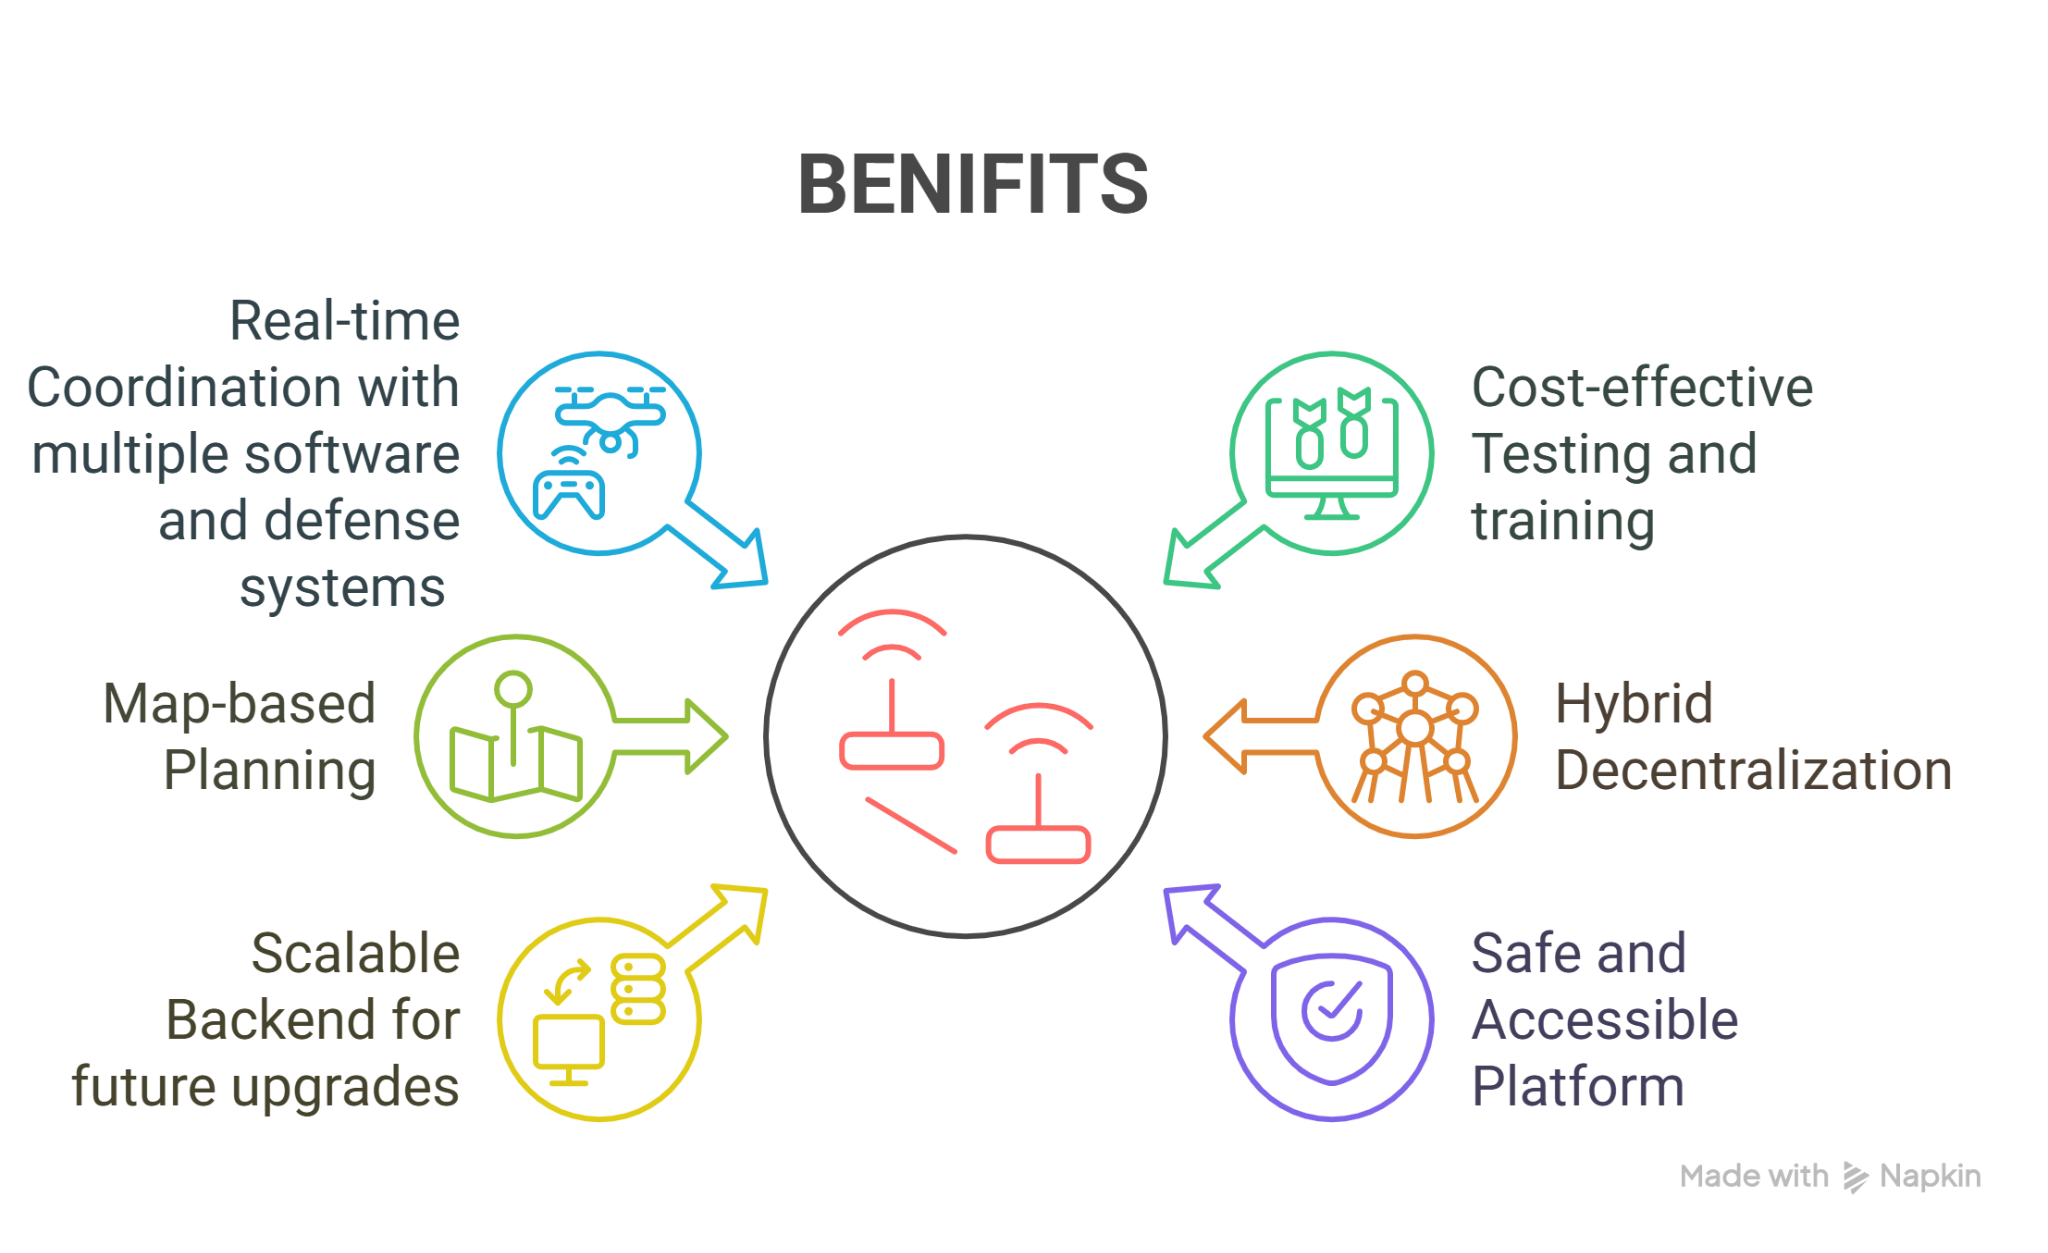 BENIFITS
Real-time
Coordination with
multiple software
and defense
systems
Map-based
Planning
Scalable
Backend for
future upgrades
Cost-effective
Testing and
training
Hybrid
Decentralization
Safe and
Accessible
Platform
Made with Napkin